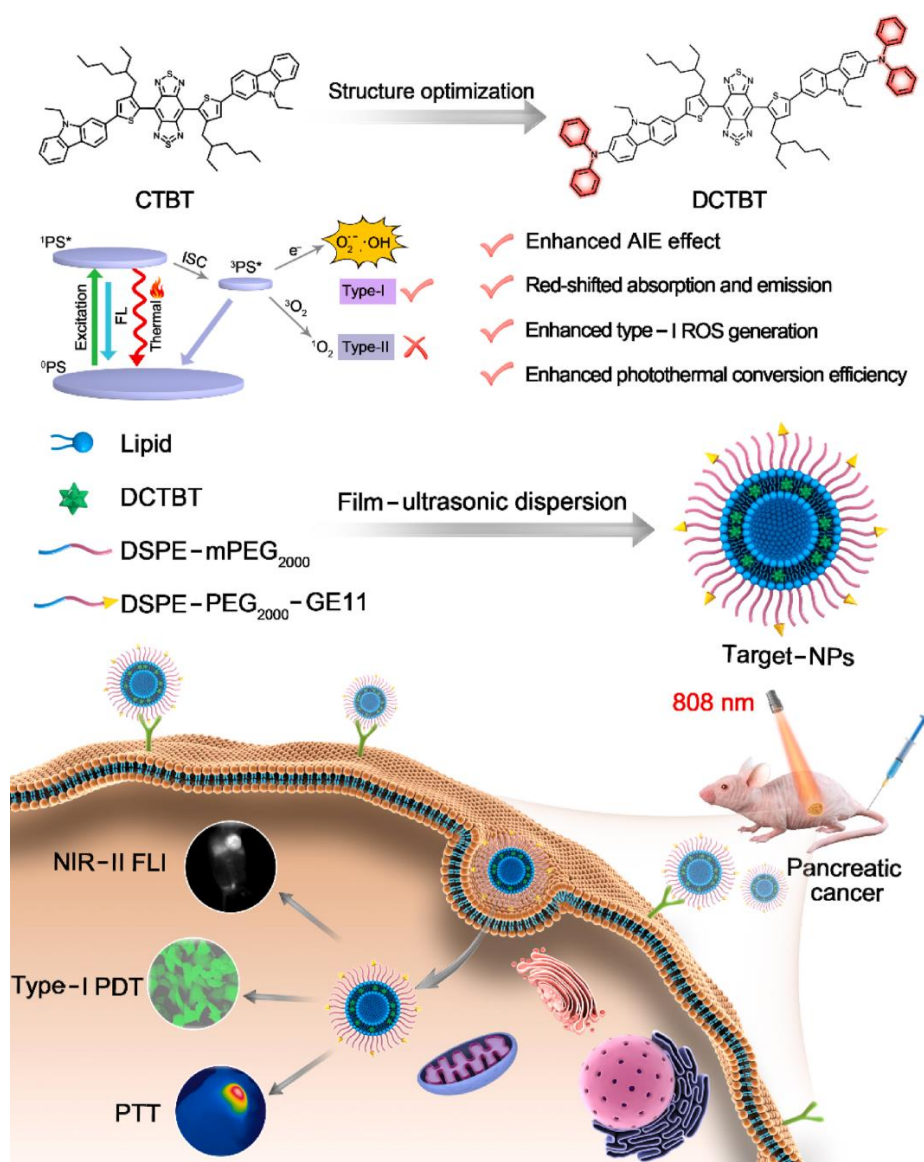 CTBT
Structure optimization
DCTBT
¹PS*
ISC
³PS*
e⁻
O₂•⁻ ·OH
Type-I
³O₂
¹O₂ Type-II
Excitation
FL
Thermal
⁰PS
Enhanced AIE effect
Red-shifted absorption and emission
Enhanced type-I ROS generation
Enhanced photothermal conversion efficiency
Lipid
DCTBT
DSPE-mPEG₂₀₀₀
DSPE-PEG₂₀₀₀-GE11
Film-ultrasonic dispersion
Target-NPs
808 nm
Pancreatic
cancer
NIR-II FLI
Type-I PDT
PTT